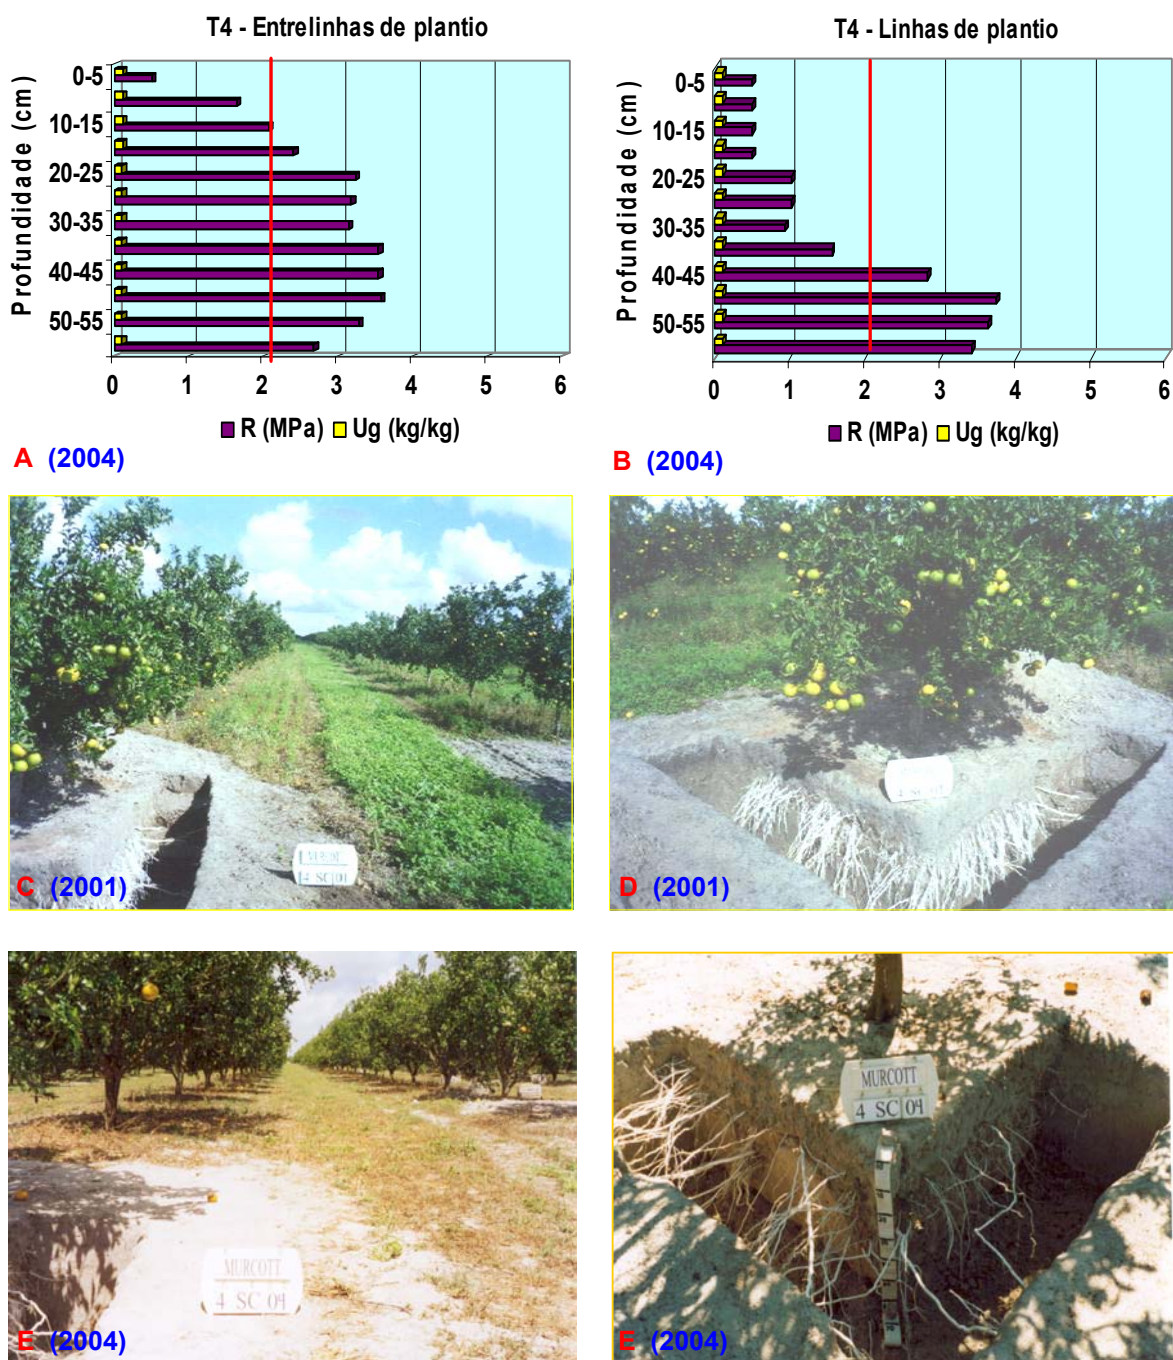 T4 - Entrelinhas de plantio
Profundidade (cm)
0-5
10-15
20-25
30-35
40-45
50-55
0 1 2 3 4 5 6
R (MPa) Ug (kg/kg)
A (2004)
T4 - Linhas de plantio
Profundidade (cm)
0-5
10-15
20-25
30-35
40-45
50-55
0 1 2 3 4 5 6
R (MPa) Ug (kg/kg)
B (2004)
4 SC 01
C (2001)
D (2001)
MURCOTT
4 SC 04
E (2004)
MURCOTT
4 SC 04
E (2004)